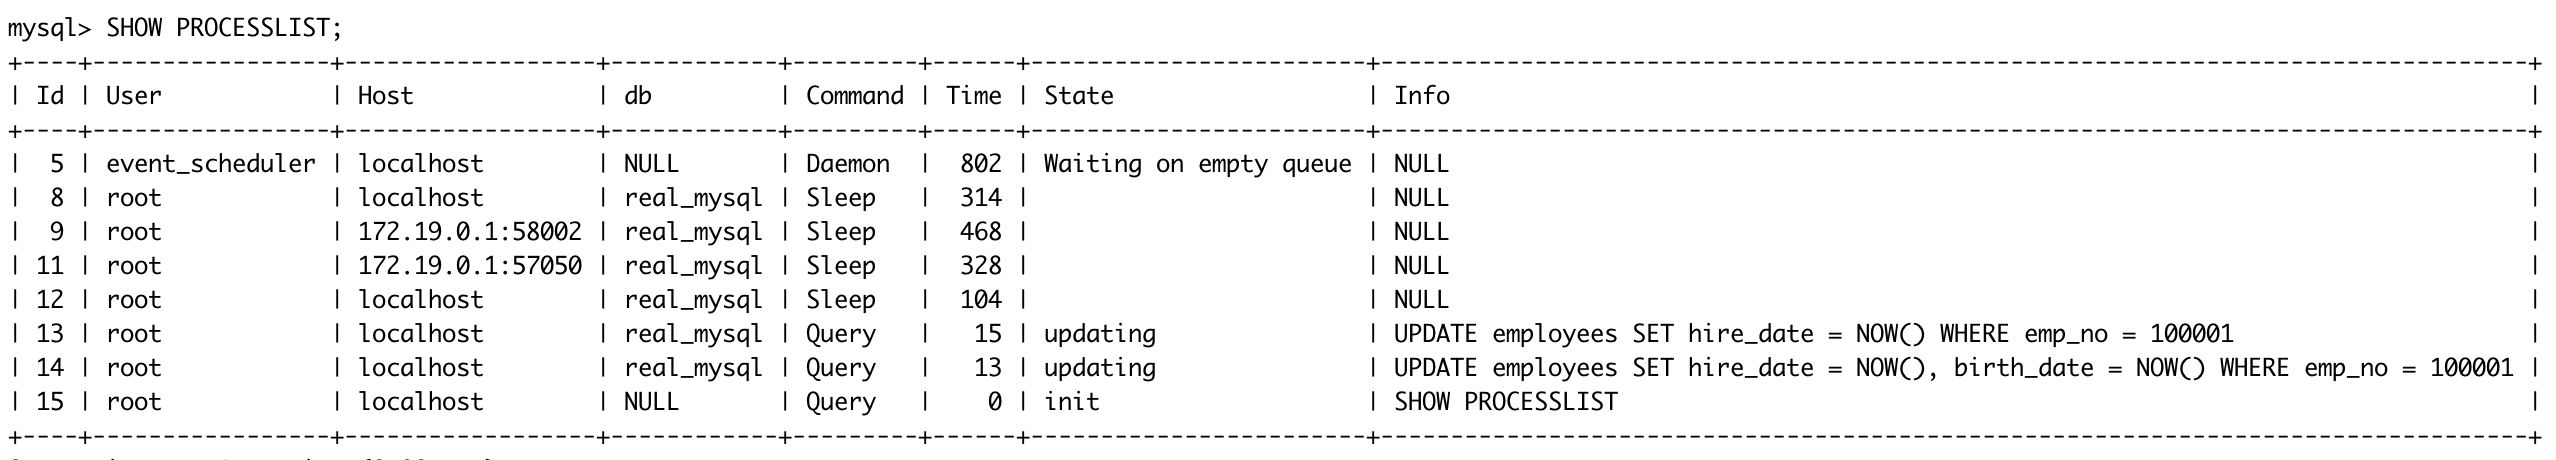 mysql> SHOW PROCESSLIST;
+----+-----------------+------------------+------------+---------+------+------------------------+----------------------------------------------------------------------------------+
| Id | User            | Host             | db         | Command | Time | State                  | Info                                                                             |
+----+-----------------+------------------+------------+---------+------+------------------------+----------------------------------------------------------------------------------+
|  5 | event_scheduler | localhost        | NULL       | Daemon  |  802 | Waiting on empty queue | NULL                                                                             |
|  8 | root            | localhost        | real_mysql | Sleep   |  314 |                        | NULL                                                                             |
|  9 | root            | 172.19.0.1:58002 | real_mysql | Sleep   |  468 |                        | NULL                                                                             |
| 11 | root            | 172.19.0.1:57050 | real_mysql | Sleep   |  328 |                        | NULL                                                                             |
| 12 | root            | localhost        | real_mysql | Sleep   |  104 |                        | NULL                                                                             |
| 13 | root            | localhost        | real_mysql | Query   |   15 | updating               | UPDATE employees SET hire_date = NOW() WHERE emp_no = 100001                     |
| 14 | root            | localhost        | real_mysql | Query   |   13 | updating               | UPDATE employees SET hire_date = NOW(), birth_date = NOW() WHERE emp_no = 100001 |
| 15 | root            | localhost        | NULL       | Query   |    0 | init                   | SHOW PROCESSLIST                                                                 |
+----+-----------------+------------------+------------+---------+------+------------------------+----------------------------------------------------------------------------------+